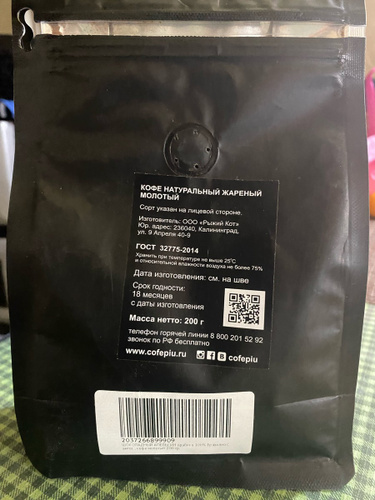 КОФЕ НАТУРАЛЬНЫЙ ЖАРЕНЫЙ
МОЛОТЫЙ
Сорт указан на лицевой стороне.
Изготовитель: ООО «Рыжий Кот»
Юр. адрес: 236040, Калининград,
ул. 9 Апреля 40-9
ГОСТ 32775-2014
Хранить при температуре не выше 25°С
и относительной влажности воздуха не более 75%
Дата изготовления: см. на шве
Срок годности:
18 месяцев
с даты изготовления
Масса нетто: 200 г
телефон горячей линии 8 800 201 52 92
звонок по РФ бесплатно
www.cofepiu.ru cofepiu
2037266899909